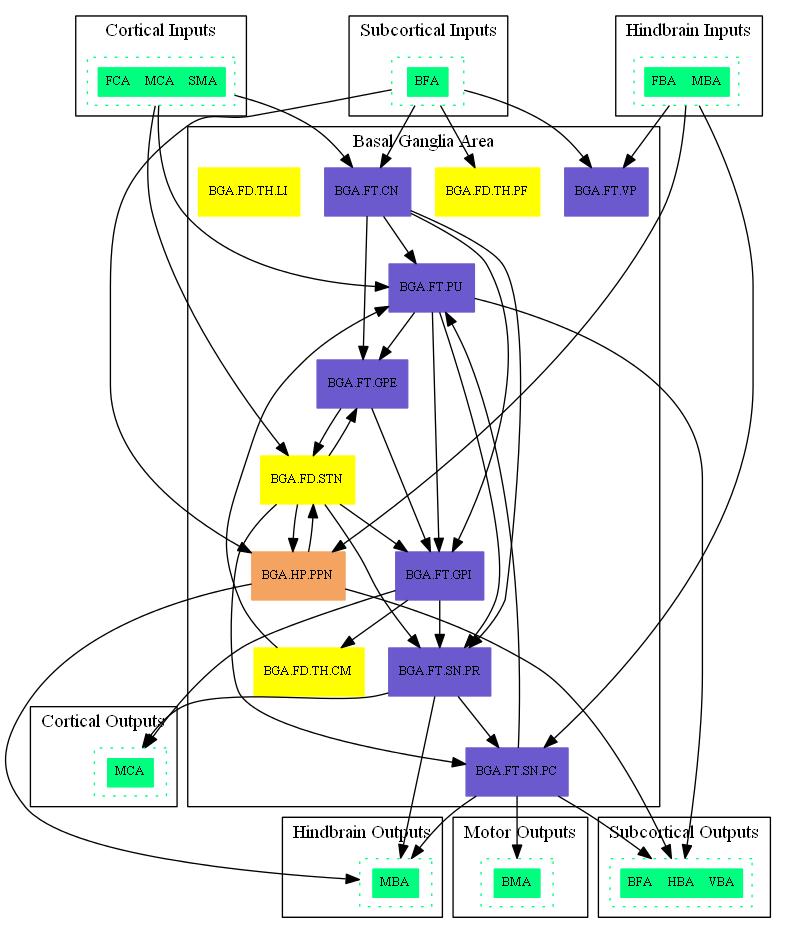 Cortical Inputs
Subcortical Inputs
Hindbrain Inputs
FCA MCA SMA
BFA
FBA MBA
Basal Ganglia Area
BGA.FD.TH.LI
BGA.FT.CN
BGA.FD.TH.PF
BGA.FT.VP
BGA.FT.PU
BGA.FT.GPE
BGA.FD.STN
BGA.HP.PPN
BGA.FT.GPI
BGA.FD.TH.CM
BGA.FT.SN.PR
Cortical Outputs
MCA
BGA.FT.SN.PC
Hindbrain Outputs
Motor Outputs
Subcortical Outputs
MBA
BMA
BFA HBA VBA